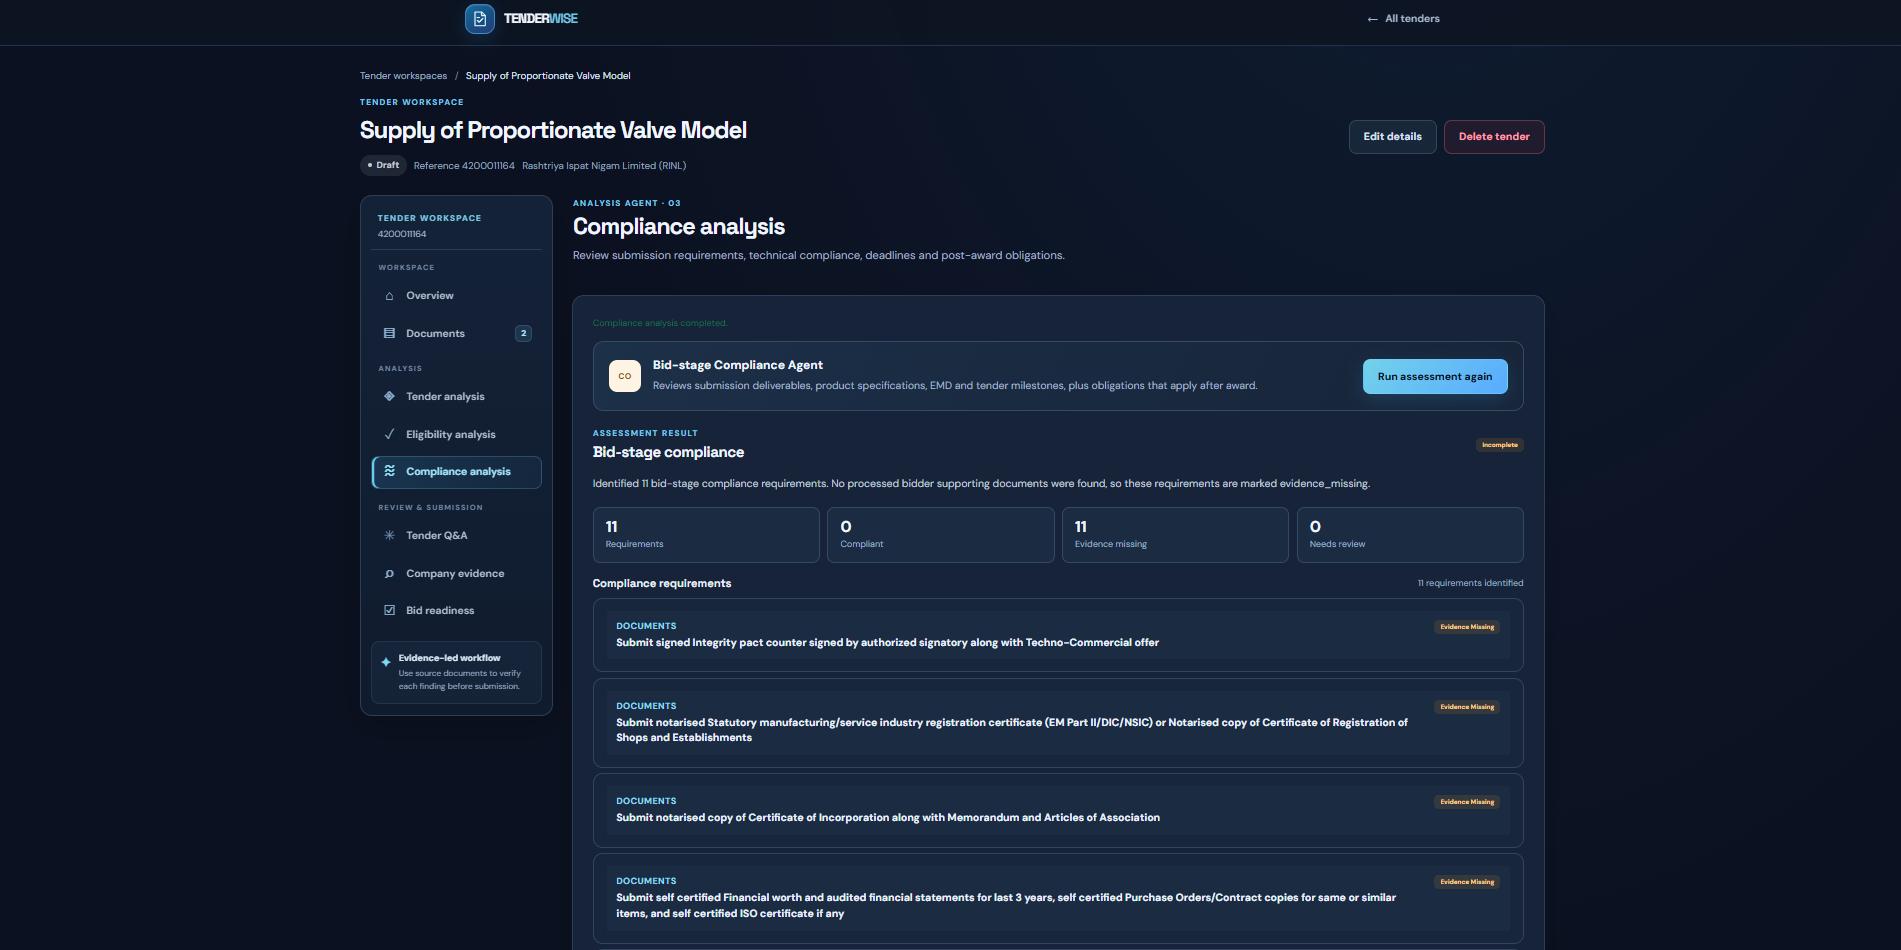 TENDERWISE
← All tenders
Tender workspaces / Supply of Proportionate Valve Model
TENDER WORKSPACE
Supply of Proportionate Valve Model
Edit details
Delete tender
Draft Reference 4200011164 Rashtriya Ispat Nigam Limited (RINL)
TENDER WORKSPACE
4200011164
WORKSPACE
Overview
Documents 2
ANALYSIS
Tender analysis
Eligibility analysis
Compliance analysis
REVIEW & SUBMISSION
Tender Q&A
Company evidence
Bid readiness
Evidence-led workflow
Use source documents to verify
each finding before submission.
ANALYSIS AGENT · 03
Compliance analysis
Review submission requirements, technical compliance, deadlines and post-award obligations.
Compliance analysis completed.
CO
Bid-stage Compliance Agent
Reviews submission deliverables, product specifications, EMD and tender milestones, plus obligations that apply after award.
Run assessment again
ASSESSMENT RESULT
Bid-stage compliance
Incomplete
Identified 11 bid-stage compliance requirements. No processed bidder supporting documents were found, so these requirements are marked evidence_missing.
11
Requirements
0
Compliant
11
Evidence missing
0
Needs review
Compliance requirements
11 requirements identified
DOCUMENTS
Evidence Missing
Submit signed Integrity pact counter signed by authorized signatory along with Techno-Commercial offer
DOCUMENTS
Evidence Missing
Submit notarised Statutory manufacturing/service industry registration certificate (EM Part II/DIC/NSIC) or Notarised copy of Certificate of Registration of
Shops and Establishments
DOCUMENTS
Evidence Missing
Submit notarised copy of Certificate of Incorporation along with Memorandum and Articles of Association
DOCUMENTS
Evidence Missing
Submit self certified Financial worth and audited financial statements for last 3 years, self certified Purchase Orders/Contract copies for same or similar
items, and self certified ISO certificate if any